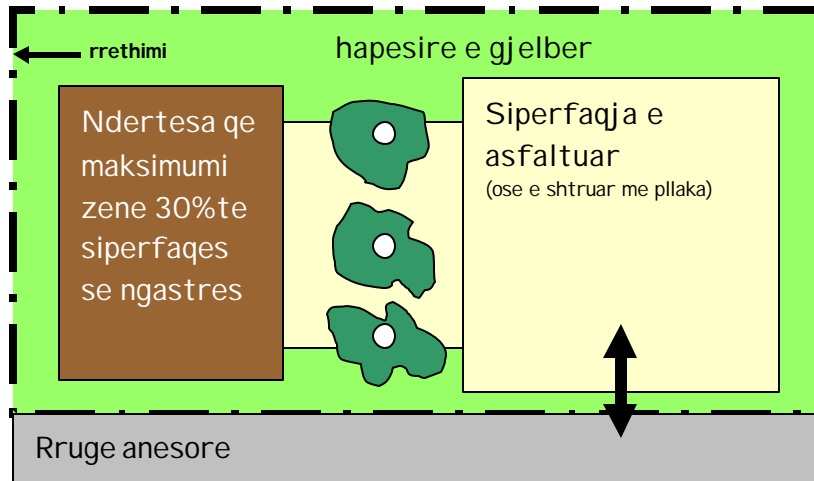 rrethimi
hapesire e gjelber
Ndertesa qe
maksimumi
zene 30%te
siperfaqes
se ngastres
Siperfaqja e
asfaltuar
(ose e shtruar me pllaka)
Rruge anesore